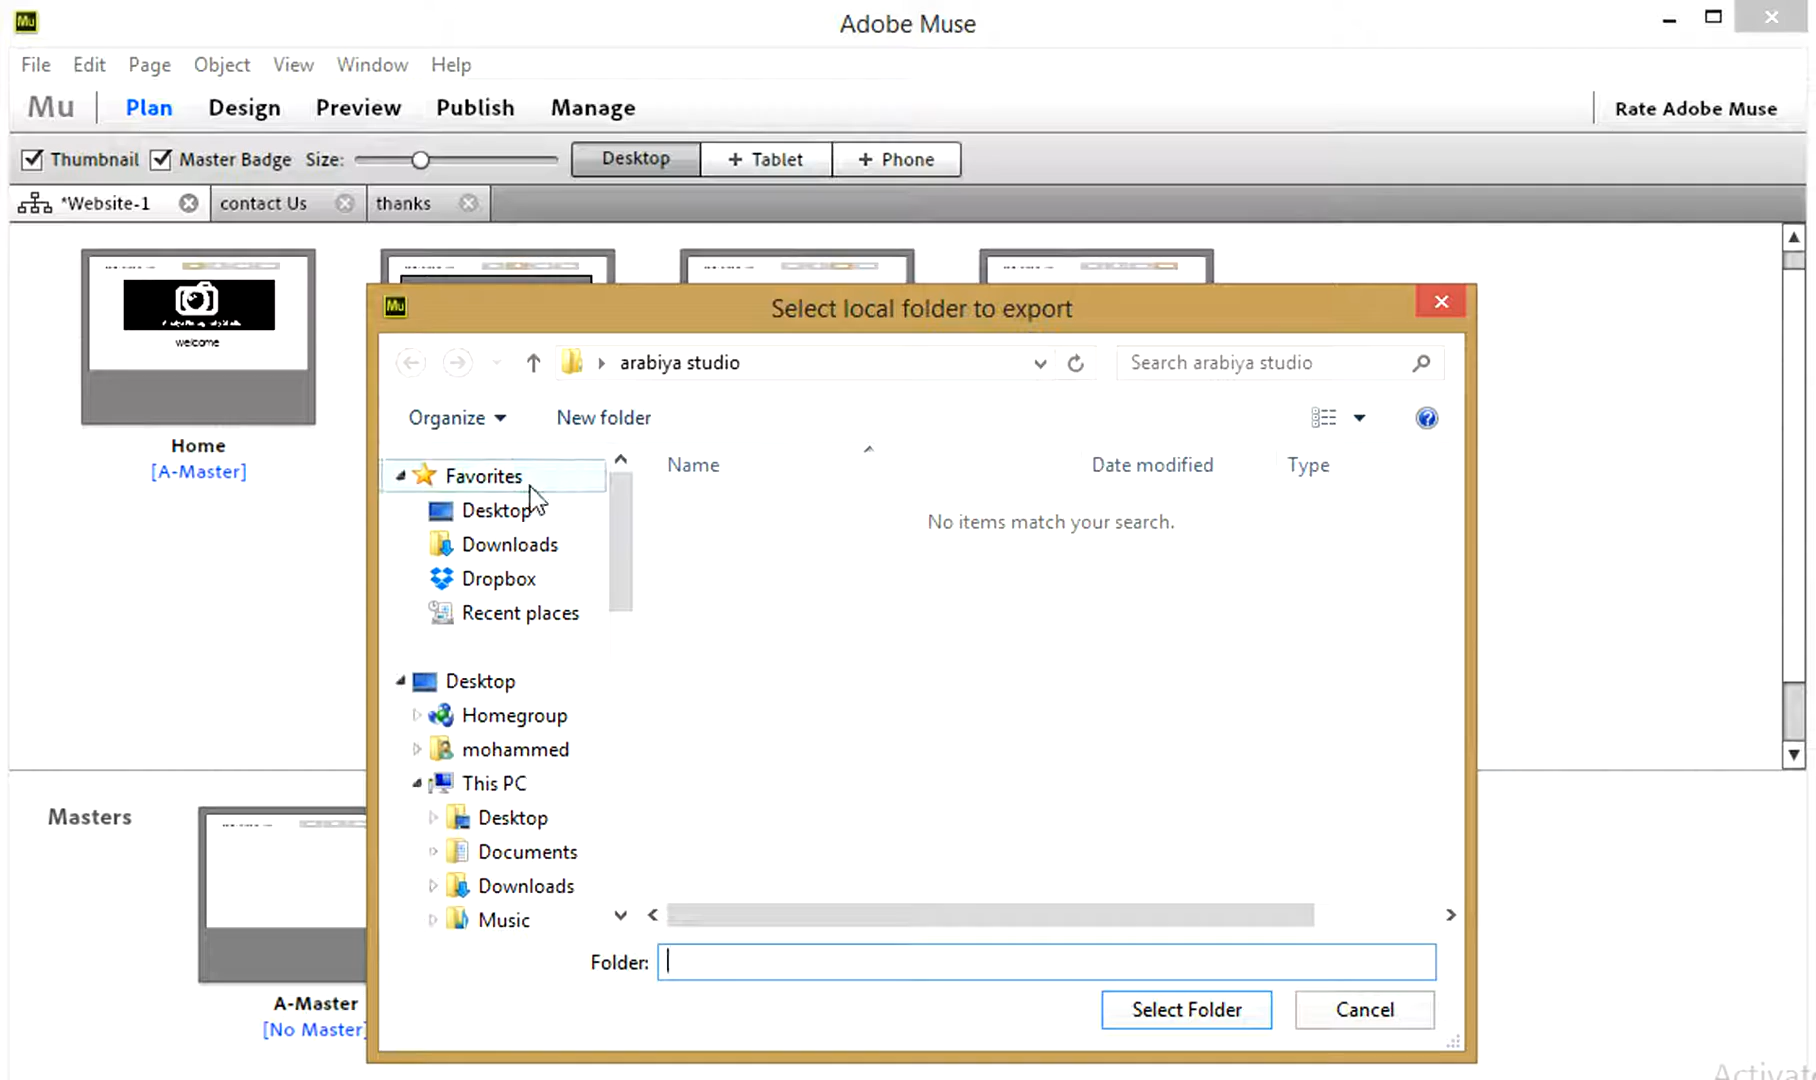 Mu Adobe Muse
File Edit Page Object View Window Help
Mu Plan Design Preview Publish Manage Rate Adobe Muse
Thumbnail Master Badge Size: Desktop + Tablet + Phone
*Website-1 contact Us thanks
welcome
Home
[A-Master]
Mu Select local folder to export
arabiya studio Search arabiya studio
Organize New folder
Name Date modified Type
No items match your search.
Favorites
Desktop
Downloads
Dropbox
Recent places
Desktop
Homegroup
mohammed
This PC
Desktop
Documents
Downloads
Music
Folder:
Select Folder Cancel
Masters
A-Master
[No Master]